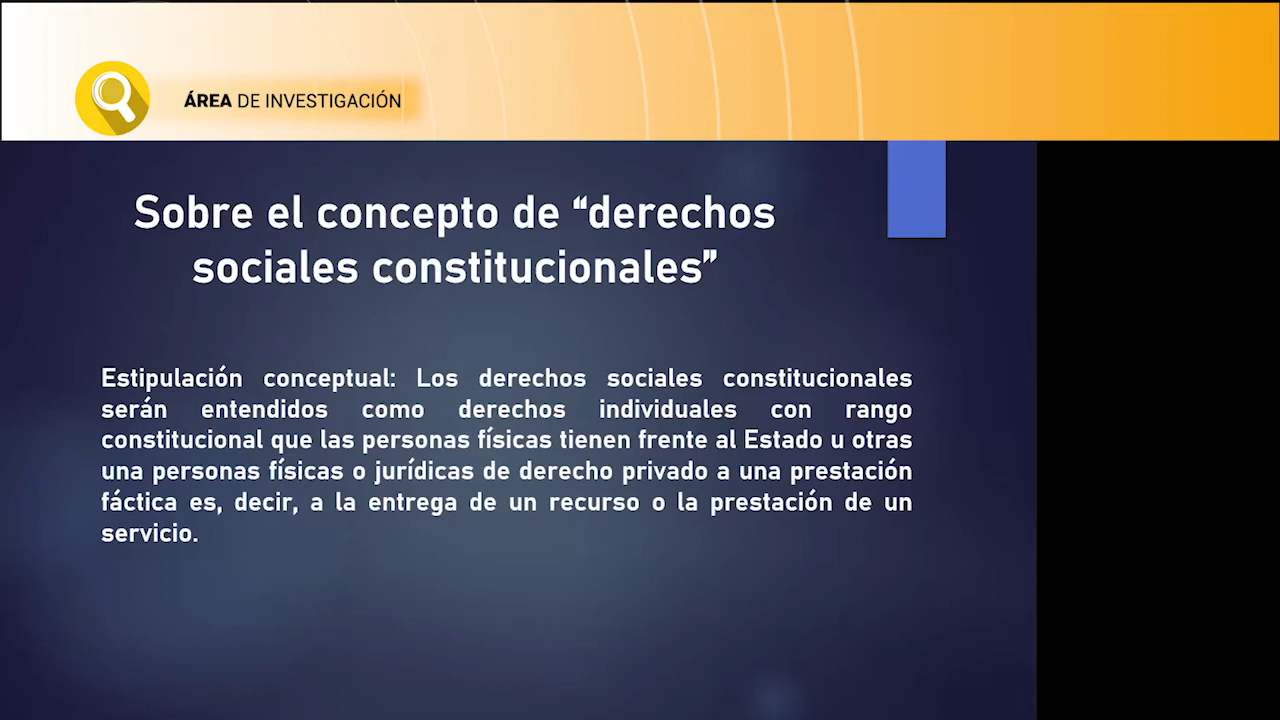 ÁREA DE INVESTIGACIÓN
Sobre el concepto de “derechos
sociales constitucionales”
Estipulación conceptual: Los derechos sociales constitucionales
serán entendidos como derechos individuales con rango
constitucional que las personas físicas tienen frente al Estado u otras
una personas físicas o jurídicas de derecho privado a una prestación
fáctica es, decir, a la entrega de un recurso o la prestación de un
servicio.